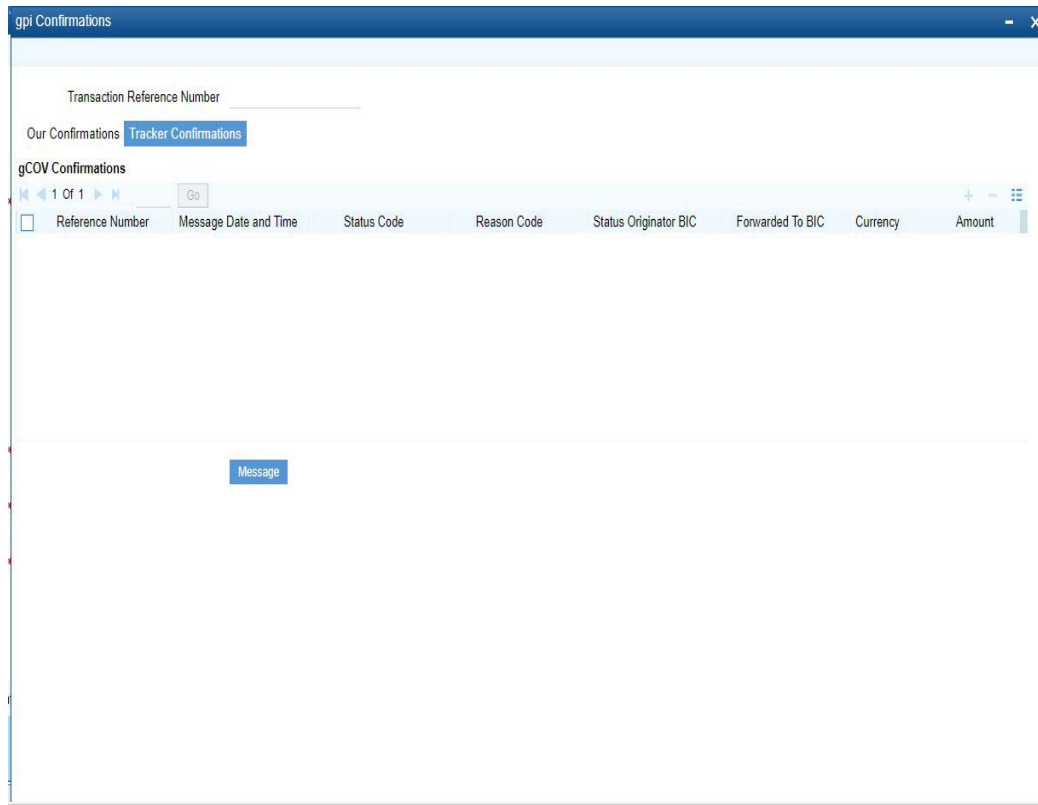 gpi Confirmations
Transaction Reference Number
Our Confirmations Tracker Confirmations
gCOV Confirmations
1 Of 1 Go
Reference Number Message Date and Time Status Code Reason Code Status Originator BIC Forwarded To BIC Currency Amount
Message